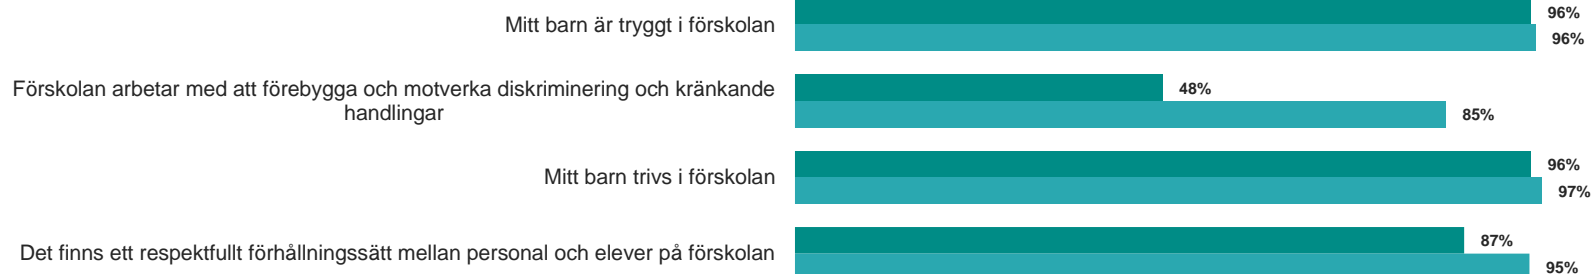 Mitt barn är tryggt i förskolan
96%
96%
Förskolan arbetar med att förebygga och motverka diskriminering och kränkande
handlingar
48%
85%
Mitt barn trivs i förskolan
96%
97%
Det finns ett respektfullt förhållningssätt mellan personal och elever på förskolan
87%
95%